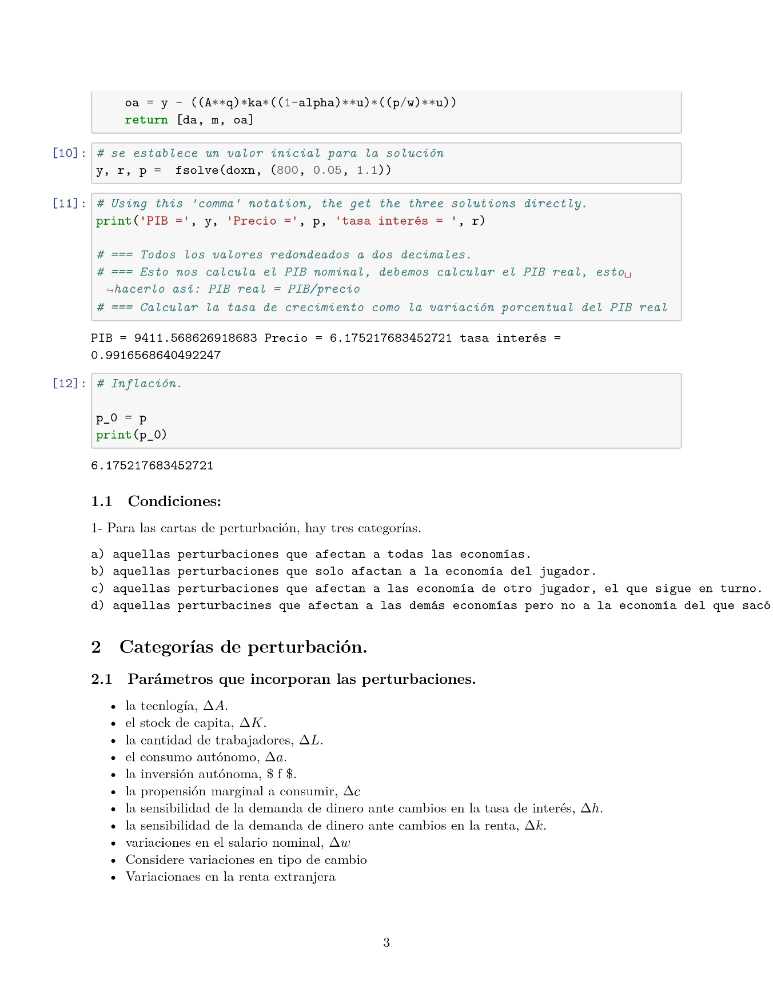 oa = y - ((A**q)*ka*((1-alpha)**u)*((p/w)**u))
return [da, m, oa]
[10]: # se establece un valor inicial para la solución
y, r, p =  fsolve(doxn, (800, 0.05, 1.1))
[11]: # Using this 'comma' notation, the get the three solutions directly.
print('PIB =', y, 'Precio =', p, 'tasa interés = ', r)
# === Todos los valores redondeados a dos decimales.
# === Esto nos calcula el PIB nominal, debemos calcular el PIB real, esto␣
↪hacerlo así: PIB real = PIB/precio
# === Calcular la tasa de crecimiento como la variación porcentual del PIB real
PIB = 9411.568626918683 Precio = 6.175217683452721 tasa interés =
0.9916568640492247
[12]: # Inflación.
p_0 = p
print(p_0)
6.175217683452721
1.1 Condiciones:
1- Para las cartas de perturbación, hay tres categorías.
a) aquellas perturbaciones que afectan a todas las economías.
b) aquellas perturbaciones que solo afactan a la economía del jugador.
c) aquellas perturbaciones que afectan a las economía de otro jugador, el que sigue en turno.
d) aquellas perturbacines que afectan a las demás economías pero no a la economía del que sacó
2 Categorías de perturbación.
2.1 Parámetros que incorporan las perturbaciones.
• la tecnlogía, ΔA.
• el stock de capita, ΔK.
• la cantidad de trabajadores, ΔL.
• el consumo autónomo, Δa.
• la inversión autónoma, $ f $.
• la propensión marginal a consumir, Δc
• la sensibilidad de la demanda de dinero ante cambios en la tasa de interés, Δh.
• la sensibilidad de la demanda de dinero ante cambios en la renta, Δk.
• variaciones en el salario nominal, Δw
• Considere variaciones en tipo de cambio
• Variacionaes en la renta extranjera
3